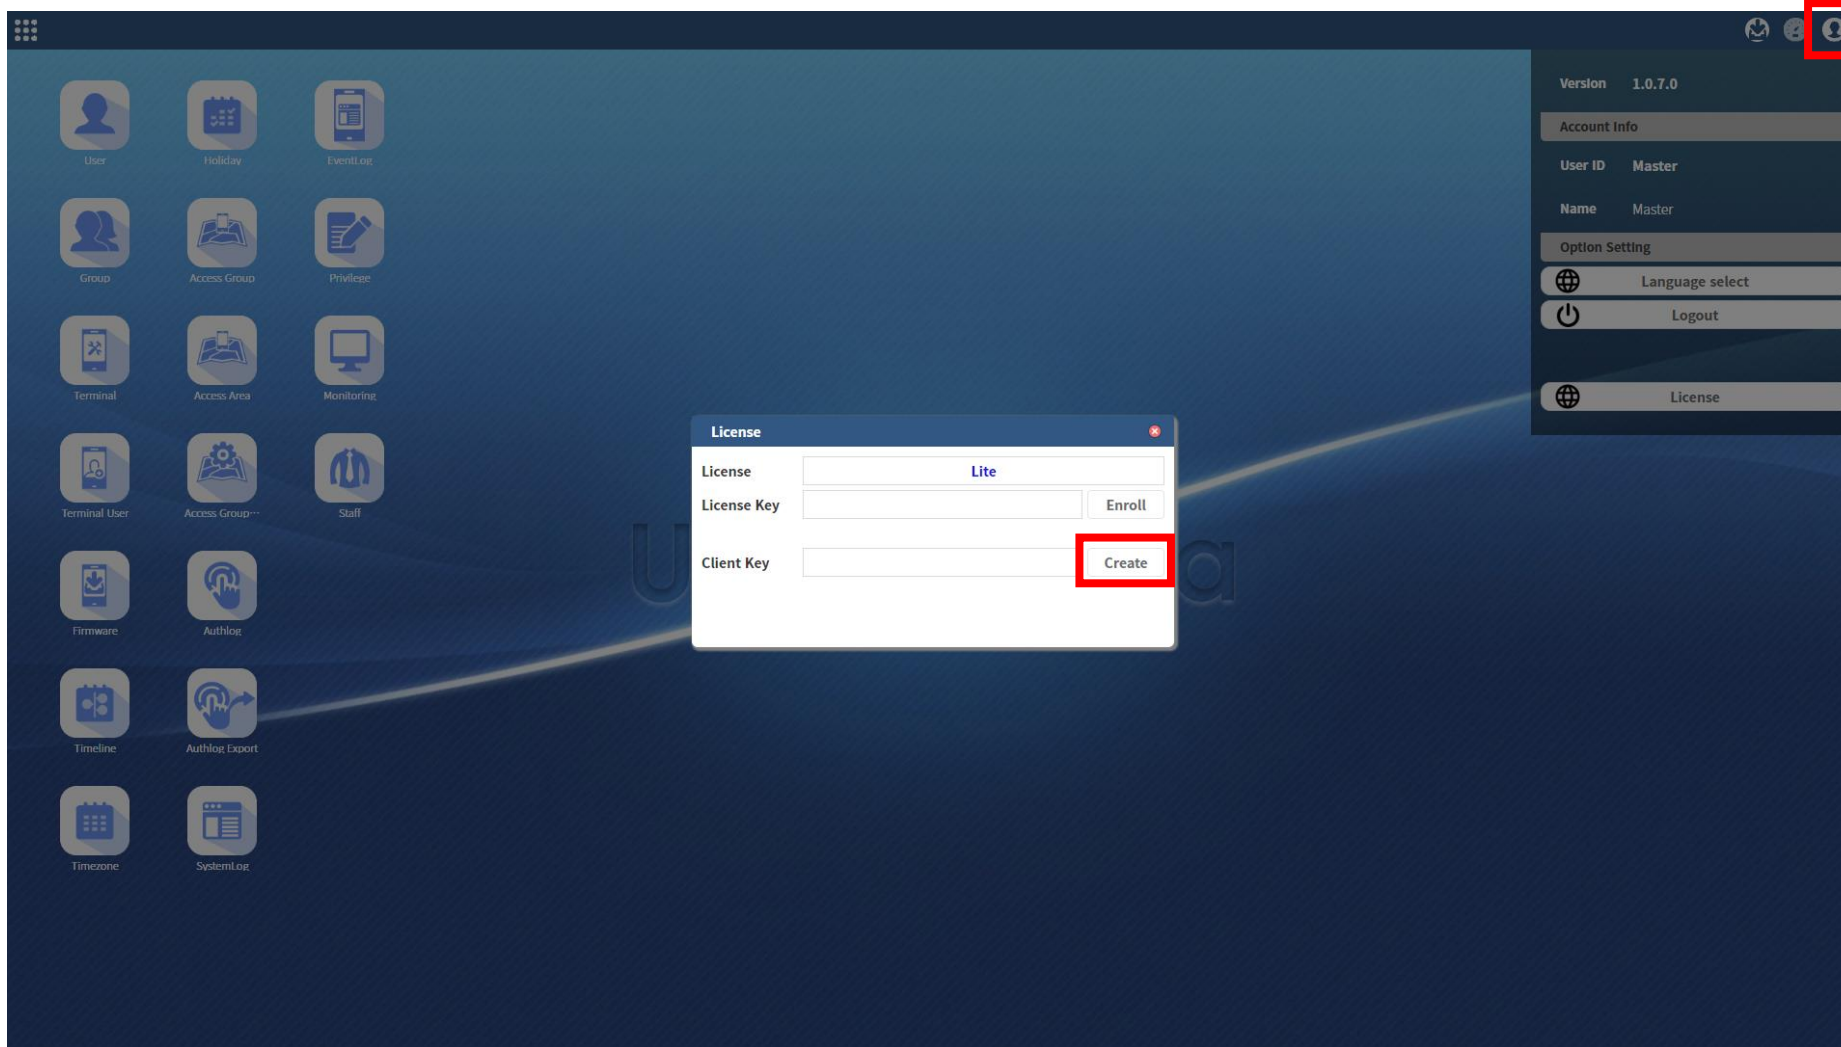 Version 1.0.7.0
Account Info
User ID Master
Name Master
Option Setting
Language select
Logout
License
User Holiday EventLog
Group Access Group Privilege
Terminal Access Area Monitoring
Terminal User Access Group··· Staff
Firmware Authlog
Timeline Authlog Export
Timezone SystemLog
License
License Lite
License Key Enroll
Client Key Create
U a